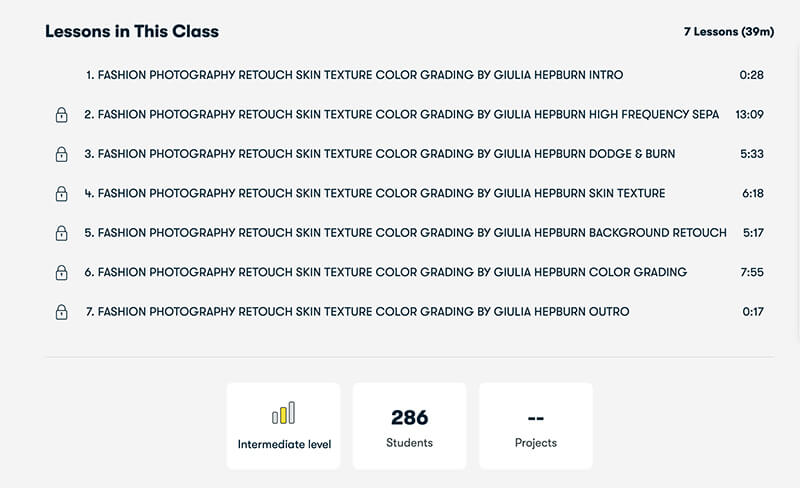 Lessons in This Class
7 Lessons (39m)
1. FASHION PHOTOGRAPHY RETOUCH SKIN TEXTURE COLOR GRADING BY GIULIA HEPBURN INTRO 0:28
2. FASHION PHOTOGRAPHY RETOUCH SKIN TEXTURE COLOR GRADING BY GIULIA HEPBURN HIGH FREQUENCY SEPA 13:09
3. FASHION PHOTOGRAPHY RETOUCH SKIN TEXTURE COLOR GRADING BY GIULIA HEPBURN DODGE & BURN 5:33
4. FASHION PHOTOGRAPHY RETOUCH SKIN TEXTURE COLOR GRADING BY GIULIA HEPBURN SKIN TEXTURE 6:18
5. FASHION PHOTOGRAPHY RETOUCH SKIN TEXTURE COLOR GRADING BY GIULIA HEPBURN BACKGROUND RETOUCH 5:17
6. FASHION PHOTOGRAPHY RETOUCH SKIN TEXTURE COLOR GRADING BY GIULIA HEPBURN COLOR GRADING 7:55
7. FASHION PHOTOGRAPHY RETOUCH SKIN TEXTURE COLOR GRADING BY GIULIA HEPBURN OUTRO 0:17
Intermediate level
286
Students
--
Projects